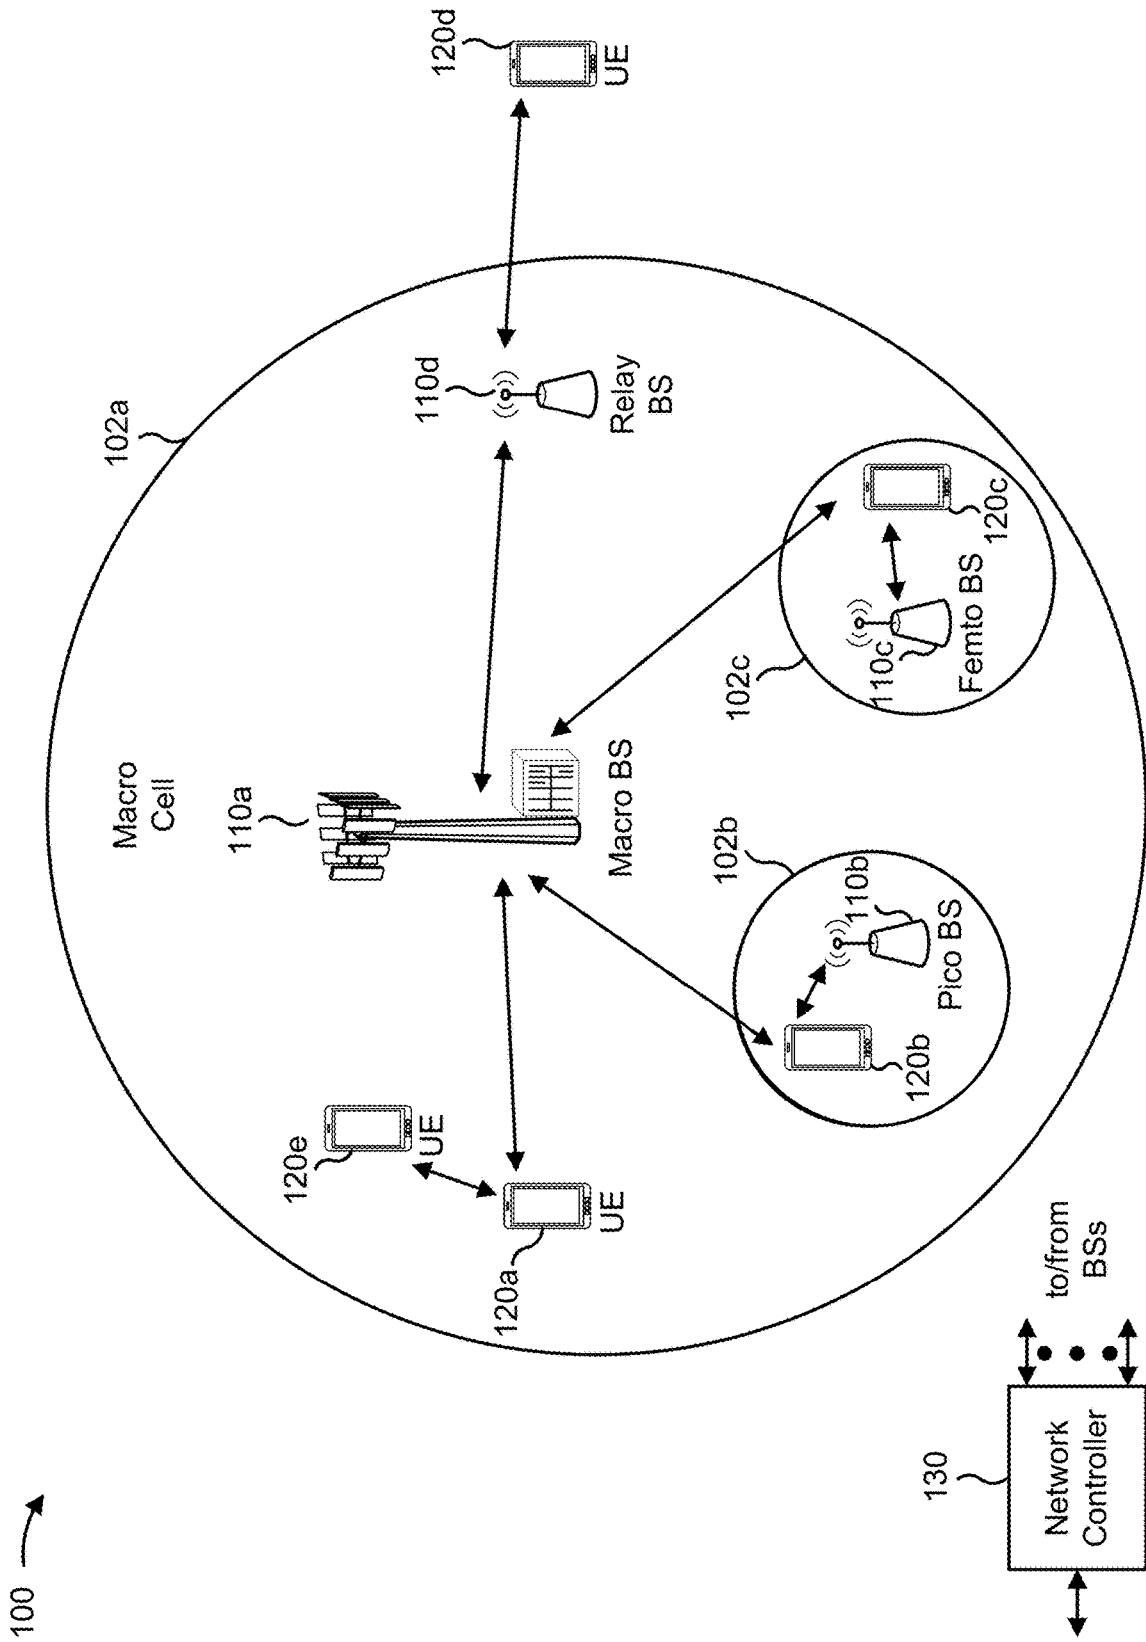 100
102a
Macro
Cell
110a
120e
UE
120a
UE
Macro BS
110d
Relay
BS
120d
UE
102b
110b
Pico BS
120b
102c
110c
Femto BS
120c
130
Network
Controller
to/from
BSs